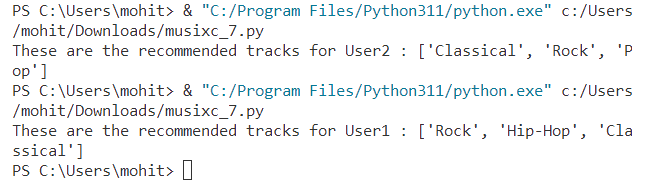 PS C:\Users\mohit> & "C:/Program Files/Python311/python.exe" c:/Users
/mohit/Downloads/musixc_7.py
These are the recommended tracks for User2 : ['Classical', 'Rock', 'P
op']
PS C:\Users\mohit> & "C:/Program Files/Python311/python.exe" c:/Users
/mohit/Downloads/musixc_7.py
These are the recommended tracks for User1 : ['Rock', 'Hip-Hop', 'Cla
ssical']
PS C:\Users\mohit>